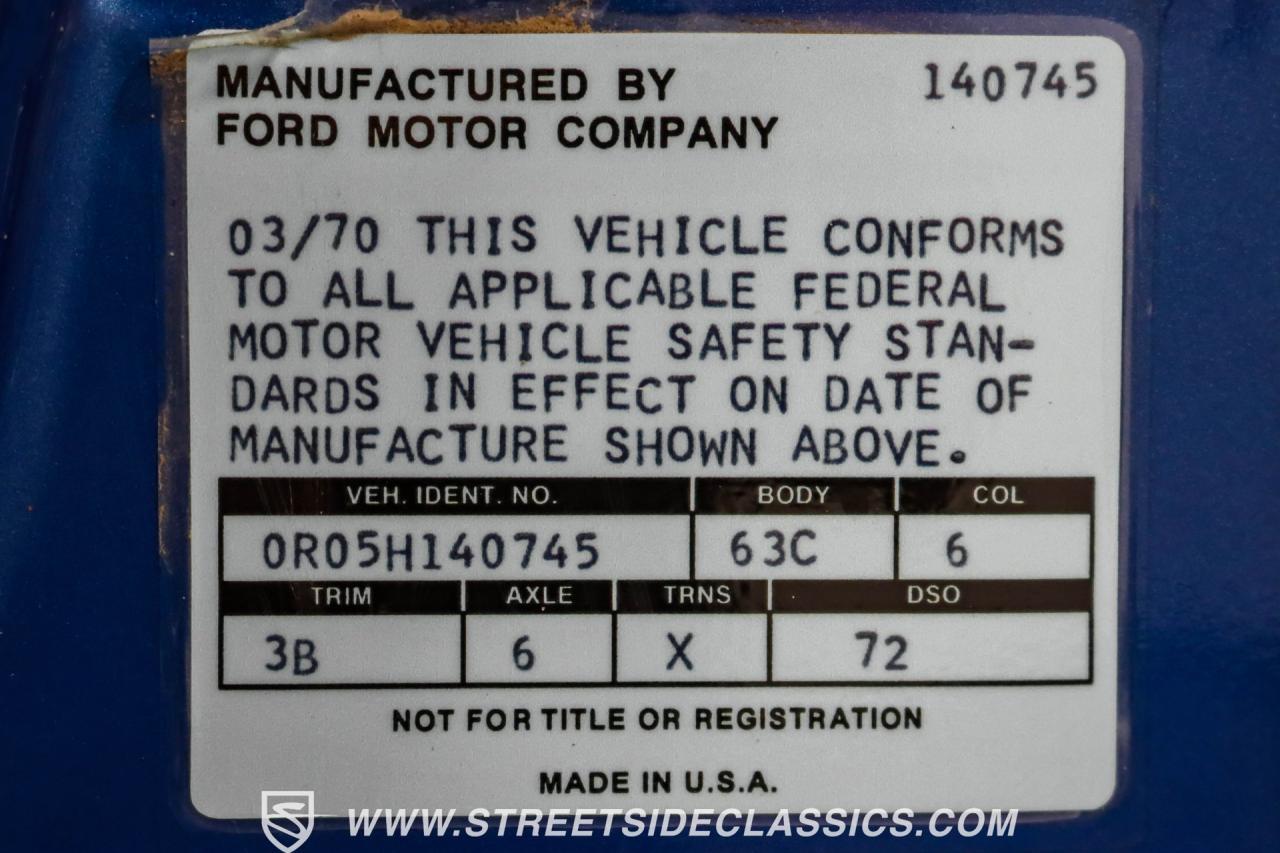 MANUFACTURED BY 140745
FORD MOTOR COMPANY
03/70 THIS VEHICLE CONFORMS
TO ALL APPLICABLE FEDERAL
MOTOR VEHICLE SAFETY STAN-
DARDS IN EFFECT ON DATE OF
MANUFACTURE SHOWN ABOVE.
VEH. IDENT. NO. BODY COL
0R05H140745 63C 6
TRIM AXLE TRNS DSO
3B 6 X 72
NOT FOR TITLE OR REGISTRATION
MADE IN U.S.A.
WWW.STREETSIDECLASSICS.COM